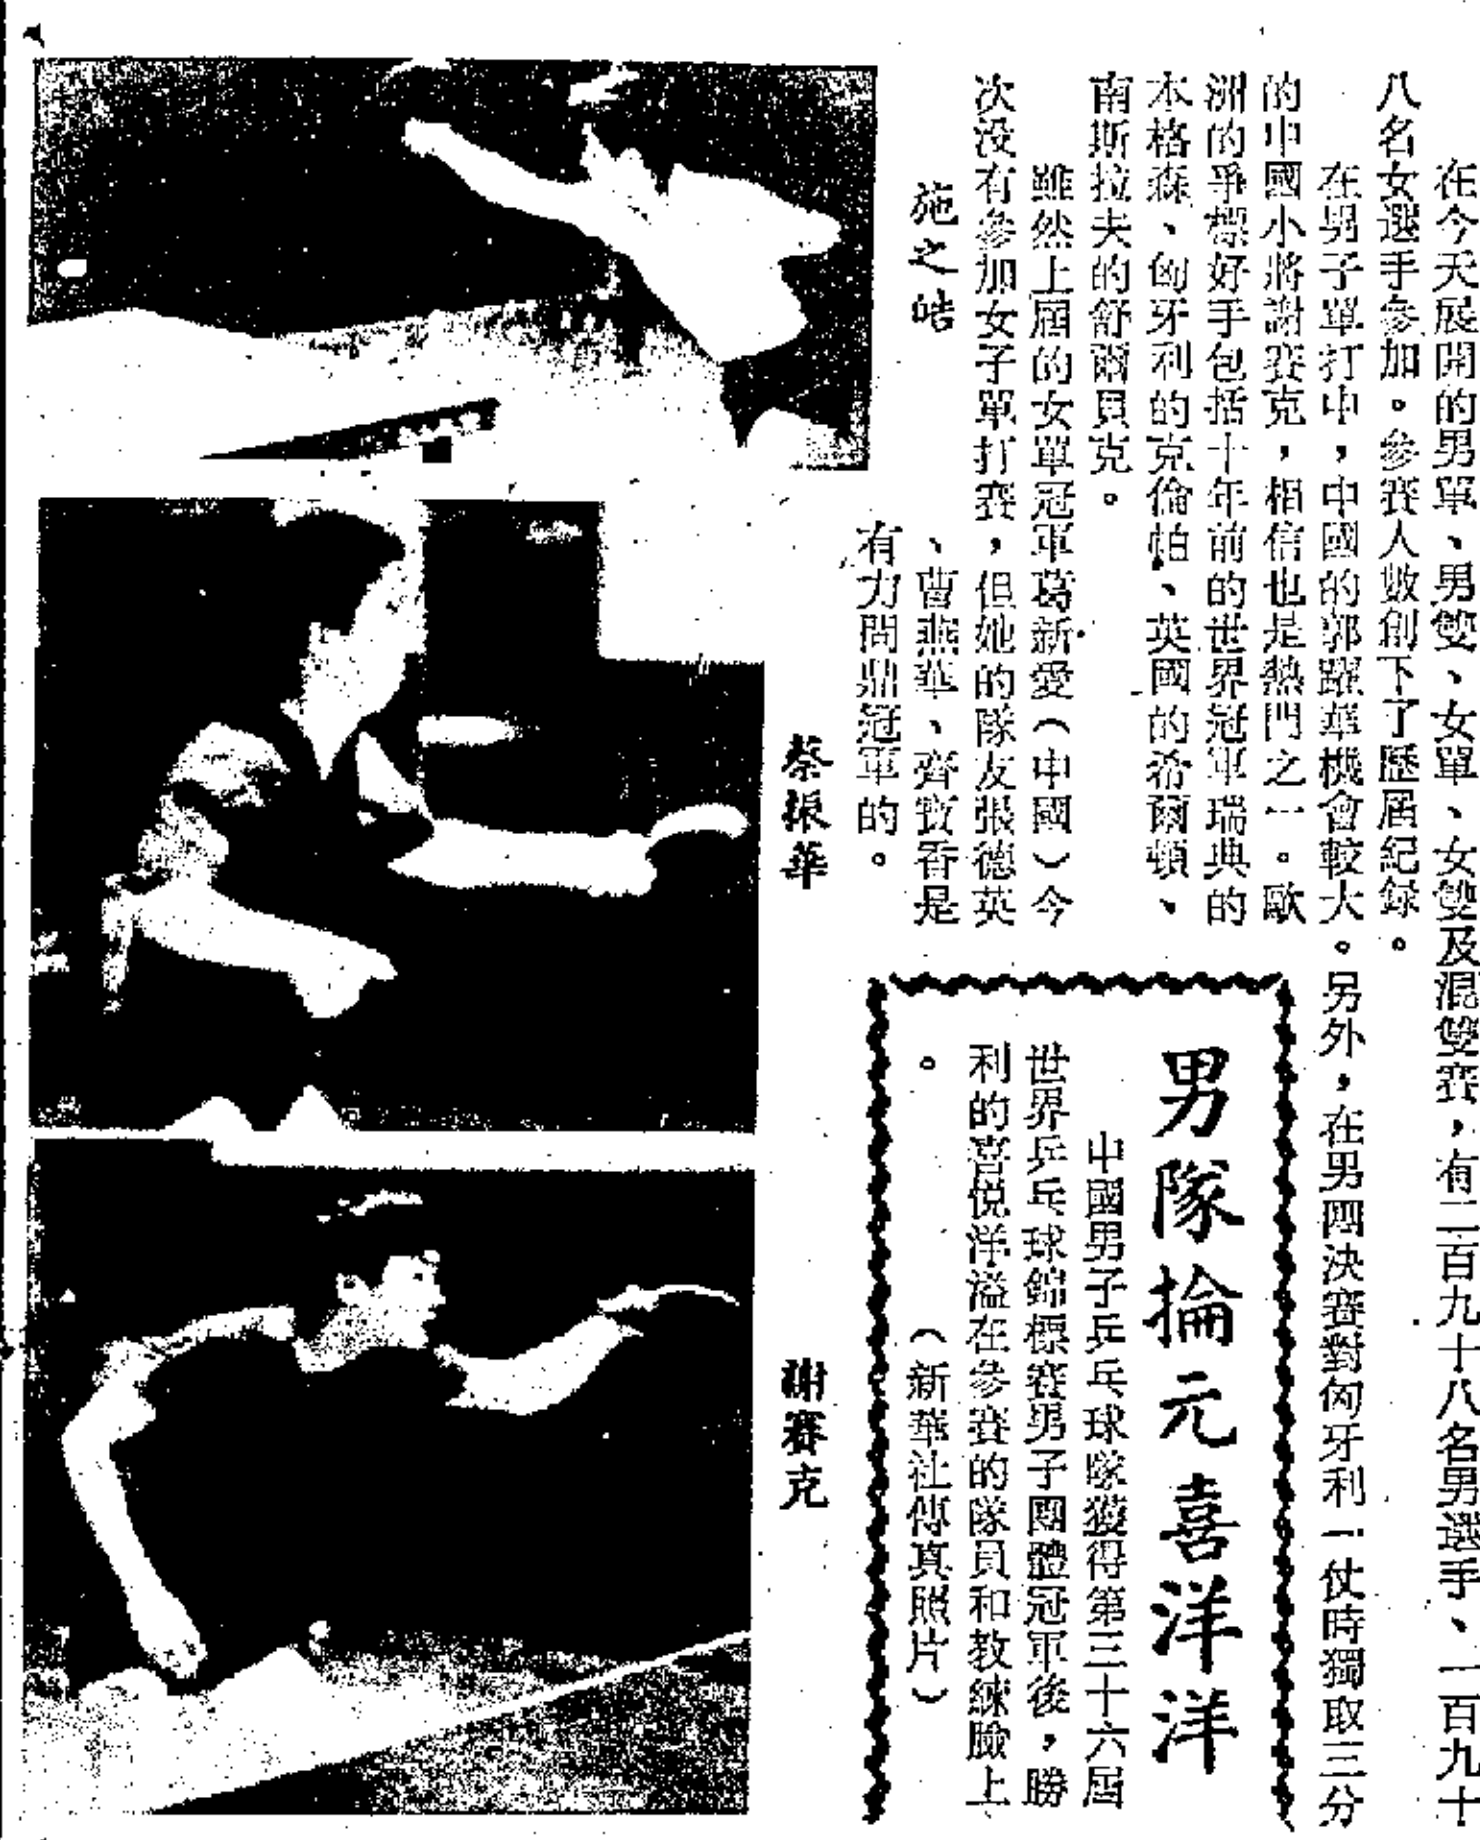 在今天展開的男單、男雙、女單、女雙及混雙賽，有二百九十八名男選手、一百九十
八名女選手參加。參賽人數創下了歷屆紀錄。
在男子單打中，中國的郭躍華機會較大。另外，在男團決賽對匈牙利一仗時獨取三分
的中國小將謝賽克，相信也是熱門之一。歐
洲的爭標好手包括十年前的世界冠軍瑞典的
本格森、匈牙利的克倫帕、英國的希爾頓、
南斯拉夫的舒爾貝克。
雖然上屆的女單冠軍葛新愛（中國）今
次没有參加女子單打賽，但她的隊友張德英
、曹燕華、齊寶香是
有力問鼎冠軍的。
施之皓
蔡振華
謝賽克
男隊掄元喜洋洋
中國男子乒乓球隊獲得第三十六屆
世界乒乓球錦標賽男子團體冠軍後，勝
利的喜悦洋溢在參賽的隊員和教練臉上
。
（新華社傳真照片）